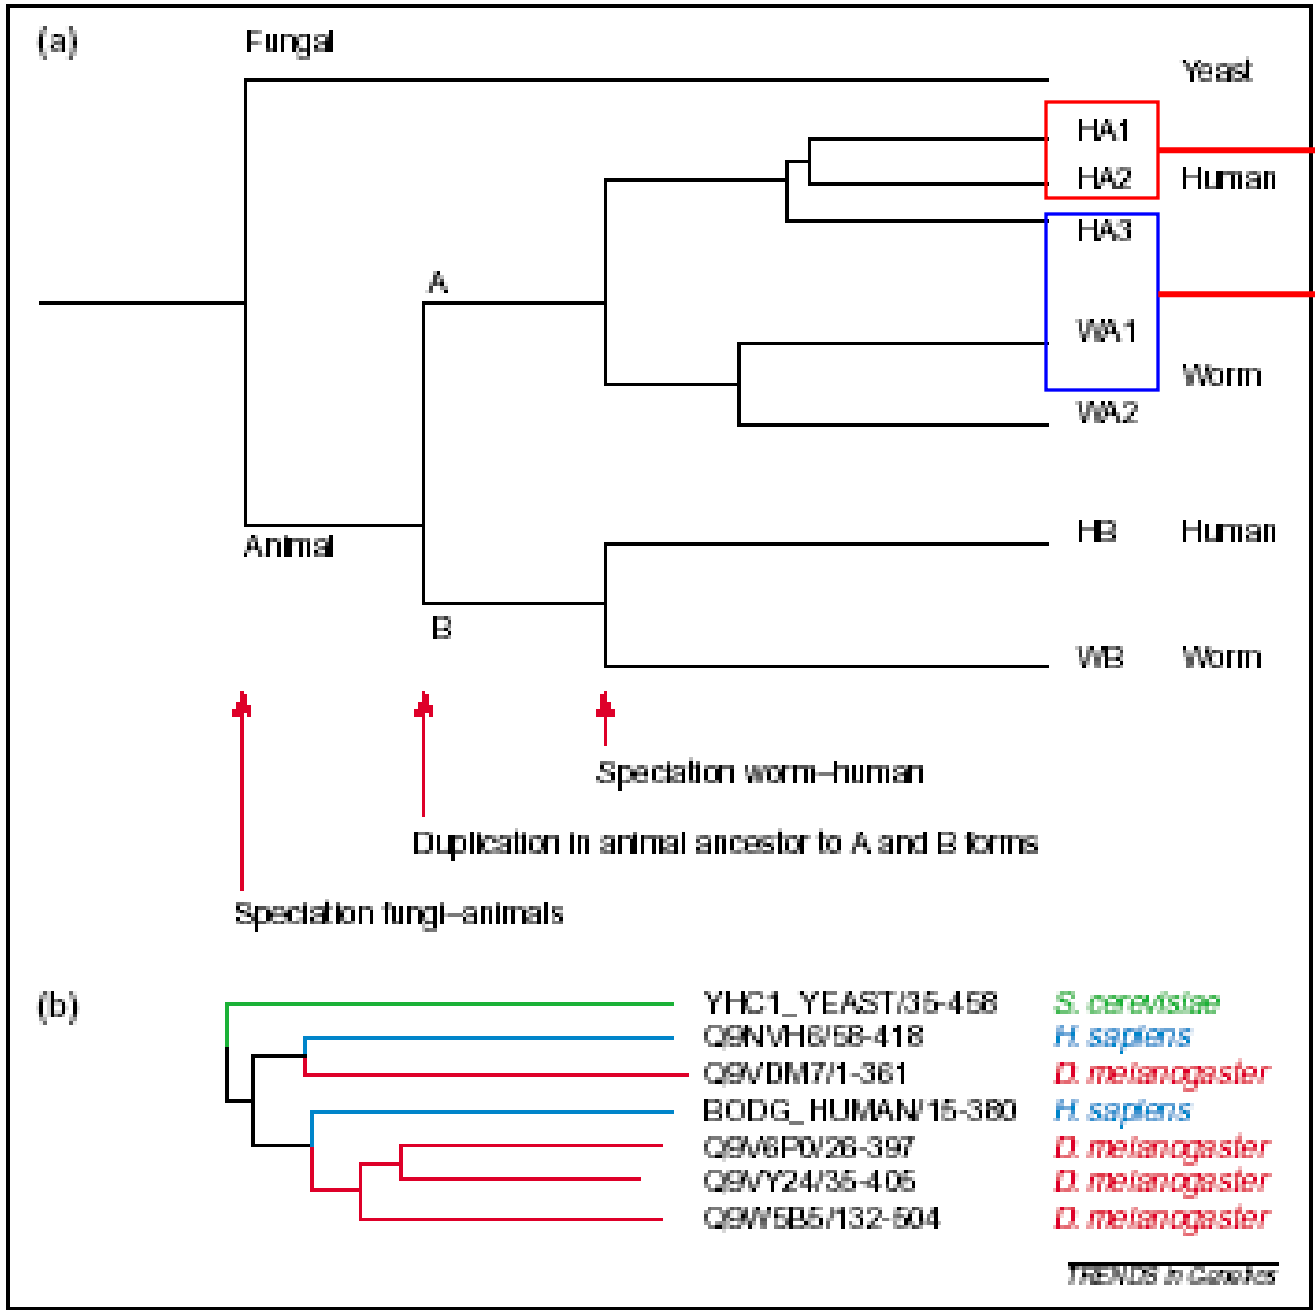 (a)
Fungal
Yeast
HA1
HA2
Human
HA3
A
WA1
Worm
WA2
HB
Human
Animal
B
WB
Worm
Speciation worm–human
Duplication in animal ancestor to A and B forms
Speciation fungi–animals
(b)
YHC1_YEAST/35-458 S. cerevisiae
Q9NVH6/58-418 H. sapiens
Q9VDM7/1-361 D. melanogaster
BODG_HUMAN/15-380 H. sapiens
Q9V6P0/26-397 D. melanogaster
Q9VY24/35-405 D. melanogaster
Q9W5B5/132-504 D. melanogaster
TRENDS in Genetics